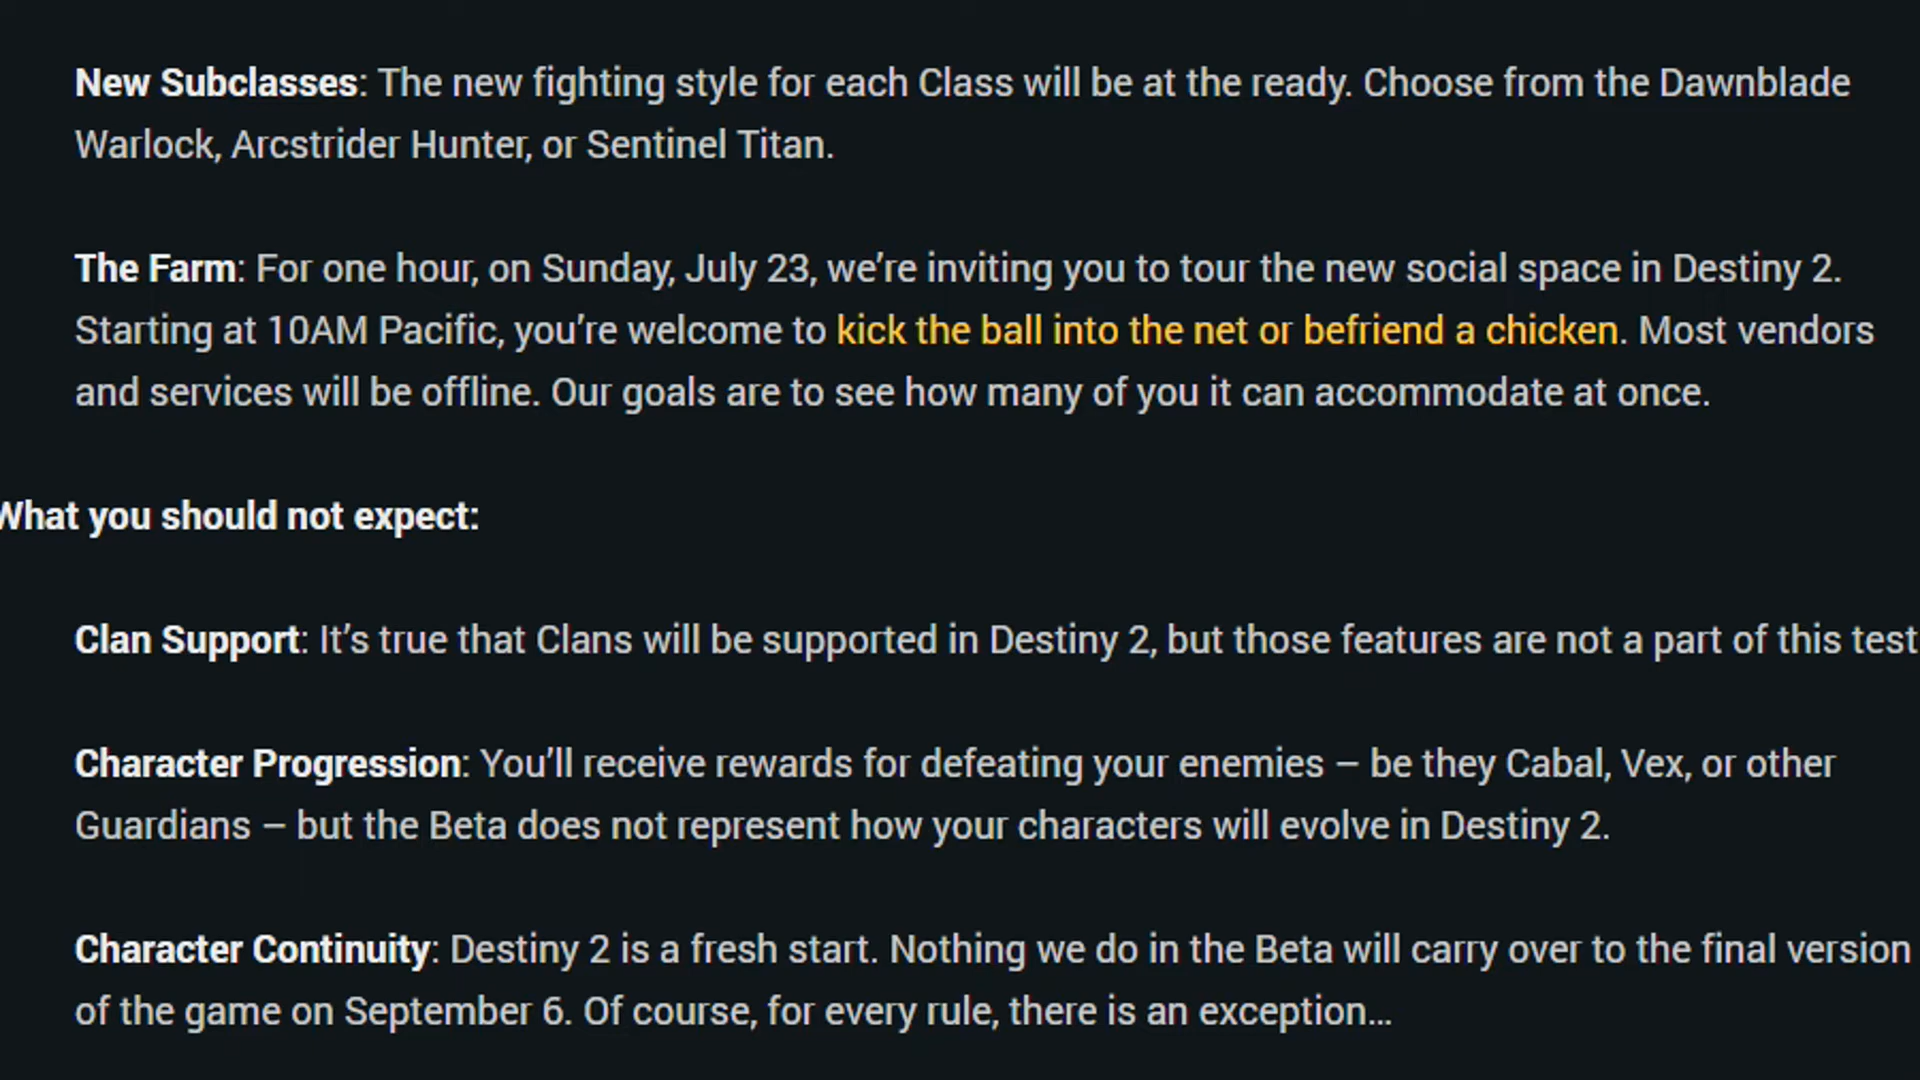 New Subclasses: The new fighting style for each Class will be at the ready. Choose from the Dawnblade
Warlock, Arcstrider Hunter, or Sentinel Titan.
The Farm: For one hour, on Sunday, July 23, we’re inviting you to tour the new social space in Destiny 2.
Starting at 10AM Pacific, you’re welcome to kick the ball into the net or befriend a chicken. Most vendors
and services will be offline. Our goals are to see how many of you it can accommodate at once.
What you should not expect:
Clan Support: It’s true that Clans will be supported in Destiny 2, but those features are not a part of this test
Character Progression: You’ll receive rewards for defeating your enemies – be they Cabal, Vex, or other
Guardians – but the Beta does not represent how your characters will evolve in Destiny 2.
Character Continuity: Destiny 2 is a fresh start. Nothing we do in the Beta will carry over to the final version
of the game on September 6. Of course, for every rule, there is an exception…